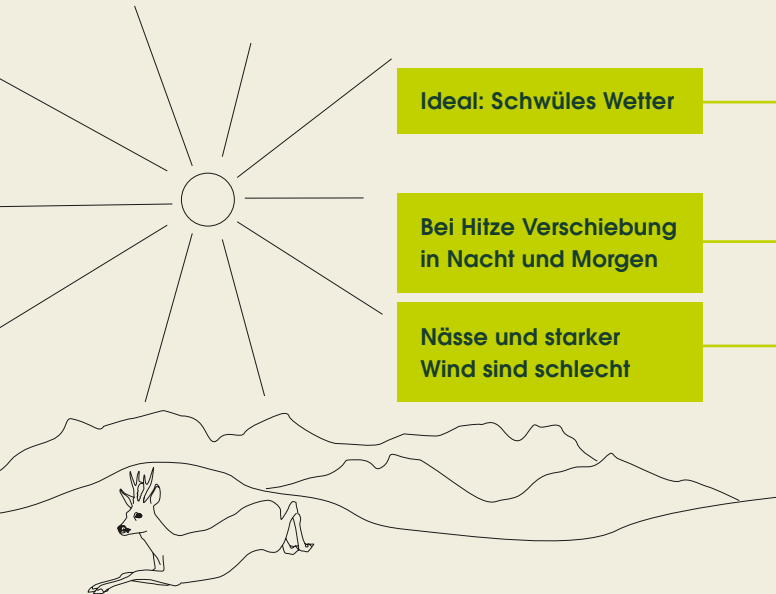 Ideal: Schwüles Wetter
Bei Hitze Verschiebung
in Nacht und Morgen
Nässe und starker
Wind sind schlecht